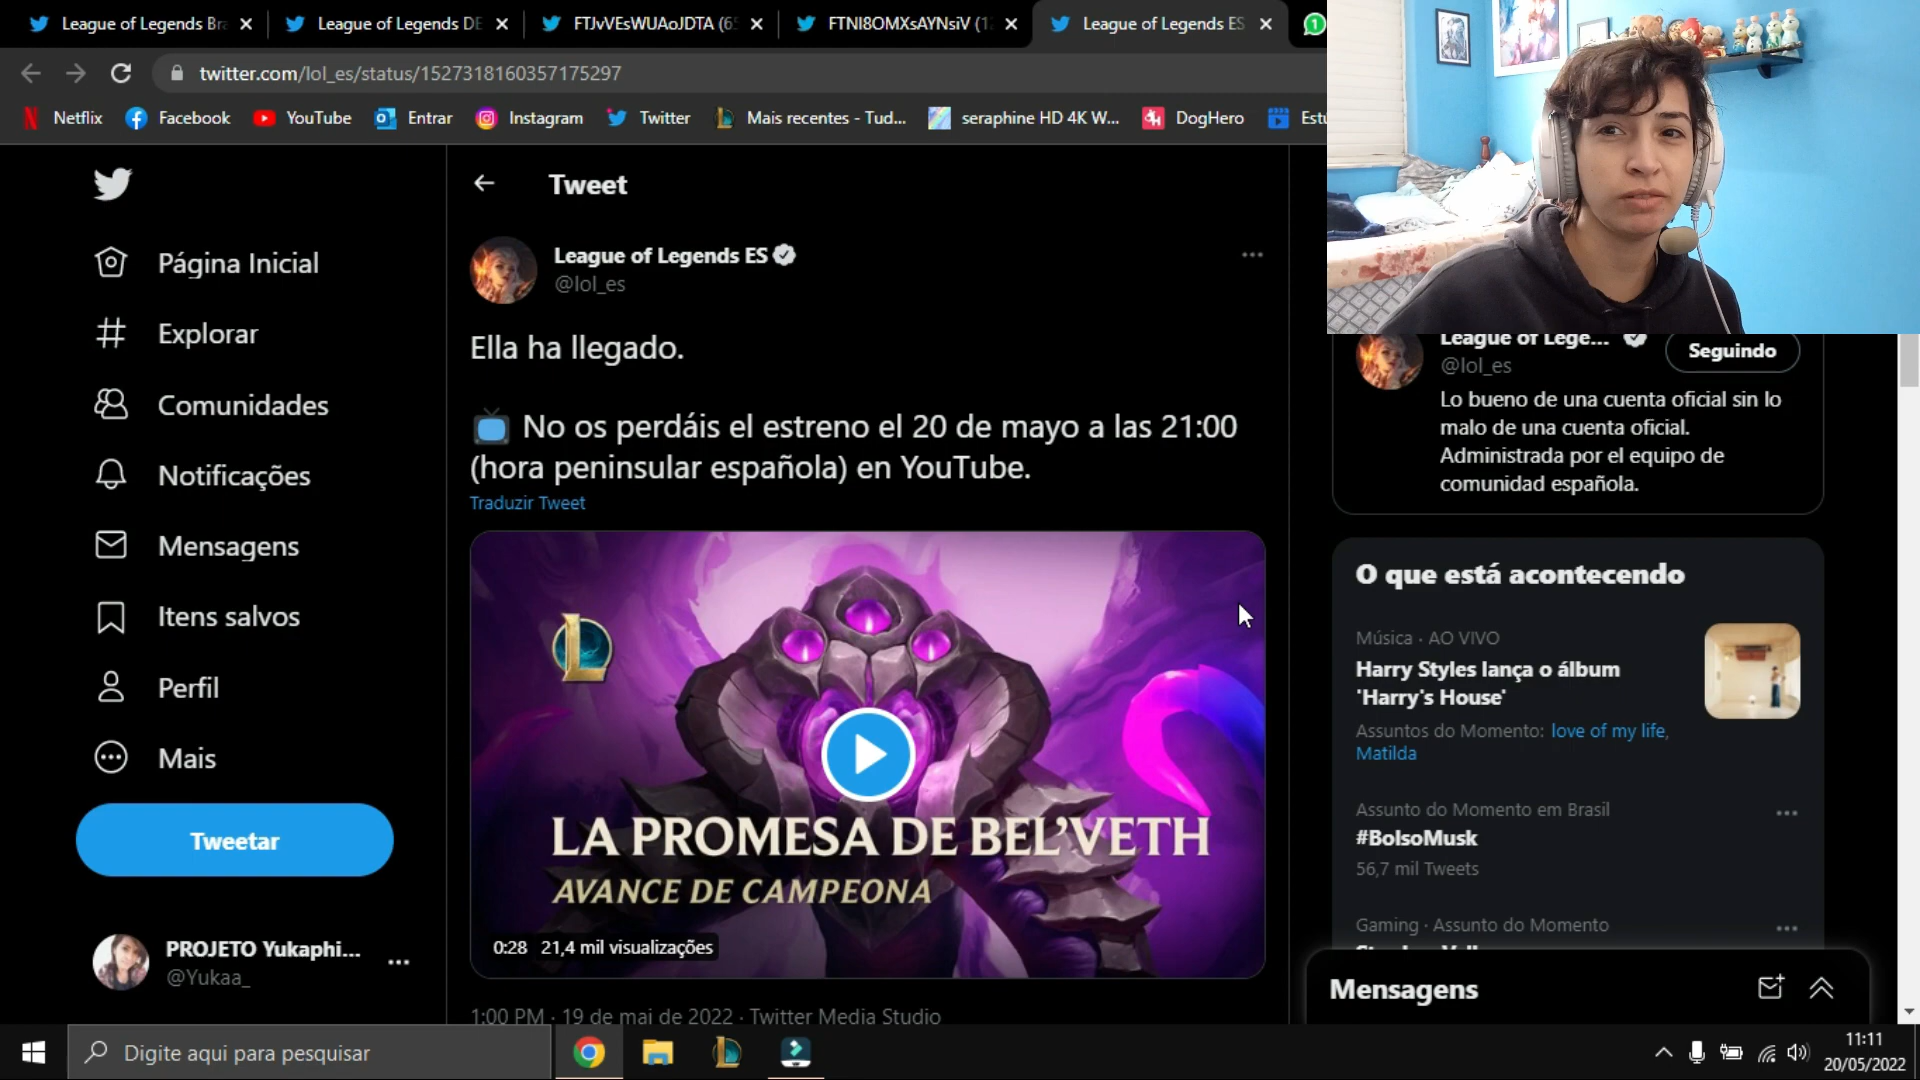 League of Legends Br
League of Legends DE
FTJvVEsWUAoJDTA (6
FTNI8OMXsAYNsiV (1
League of Legends ES
1
twitter.com/lol_es/status/1527318160357175297
Netflix
Facebook
YouTube
Entrar
Instagram
Twitter
Mais recentes - Tud...
seraphine HD 4K W...
DogHero
Estu
Página Inicial
Explorar
Comunidades
Notificações
Mensagens
Itens salvos
Perfil
Mais
Tweetar
PROJETO Yukaphi...
@Yukaa_
Tweet
League of Legends ES
@lol_es
Ella ha llegado.
No os perdáis el estreno el 20 de mayo a las 21:00
(hora peninsular española) en YouTube.
Traduzir Tweet
LA PROMESA DE BEL'VETH
AVANCE DE CAMPEONA
0:28 21,4 mil visualizações
1:00 PM · 19 de mai de 2022 · Twitter Media Studio
League of Lege...
@lol_es
Seguindo
Lo bueno de una cuenta oficial sin lo
malo de una cuenta oficial.
Administrada por el equipo de
comunidad española.
O que está acontecendo
Música · AO VIVO
Harry Styles lança o álbum
'Harry's House'
Assuntos do Momento: love of my life,
Matilda
Assunto do Momento em Brasil
#BolsoMusk
56,7 mil Tweets
Gaming · Assunto do Momento
Mensagens
Digite aqui para pesquisar
11:11
20/05/2022